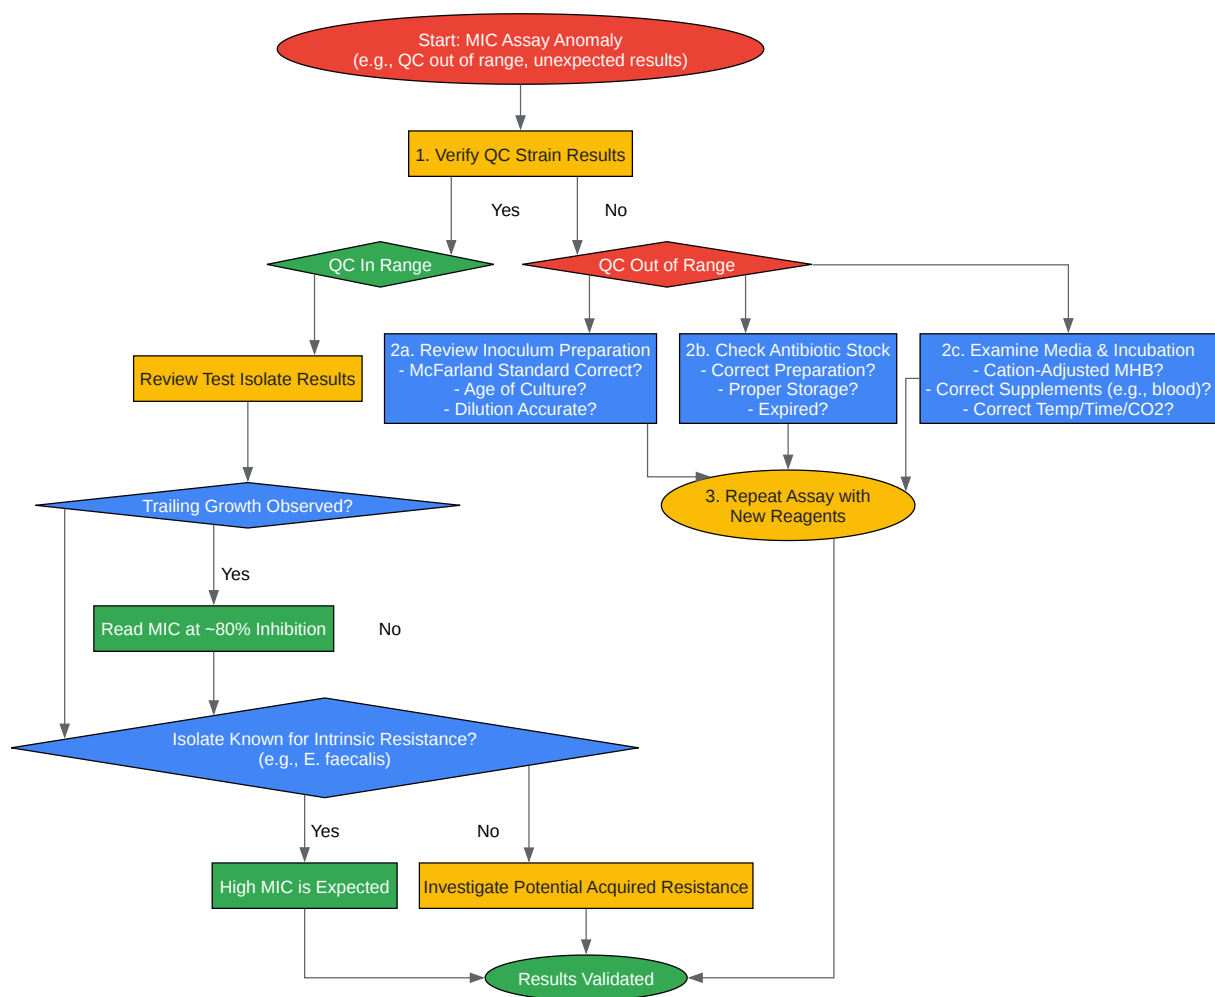 Start: MIC Assay Anomaly
(e.g., QC out of range, unexpected results)
1. Verify QC Strain Results
Yes
No
QC In Range
QC Out of Range
2a. Review Inoculum Preparation
- McFarland Standard Correct?
- Age of Culture?
- Dilution Accurate?
2b. Check Antibiotic Stock
- Correct Preparation?
- Proper Storage?
- Expired?
2c. Examine Media & Incubation
- Cation-Adjusted MHB?
- Correct Supplements (e.g., blood)?
- Correct Temp/Time/CO2?
Review Test Isolate Results
Trailing Growth Observed?
3. Repeat Assay with
New Reagents
Yes
Read MIC at ~80% Inhibition
No
Isolate Known for Intrinsic Resistance?
(e.g., E. faecalis)
Yes
No
High MIC is Expected
Investigate Potential Acquired Resistance
Results Validated